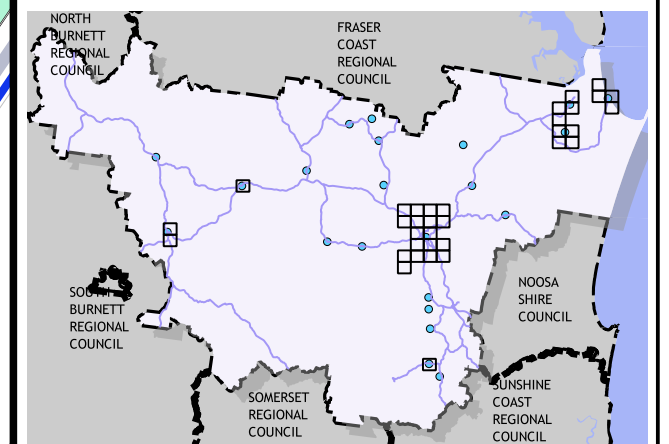 NORTH
BURNETT
REGIONAL
COUNCIL
FRASER
COAST
REGIONAL
COUNCIL
SOUTH
BURNETT
REGIONAL
COUNCIL
NOOSA
SHIRE
COUNCIL
SOMERSET
REGIONAL
COUNCIL
SUNSHINE
COAST
REGIONAL
COUNCIL